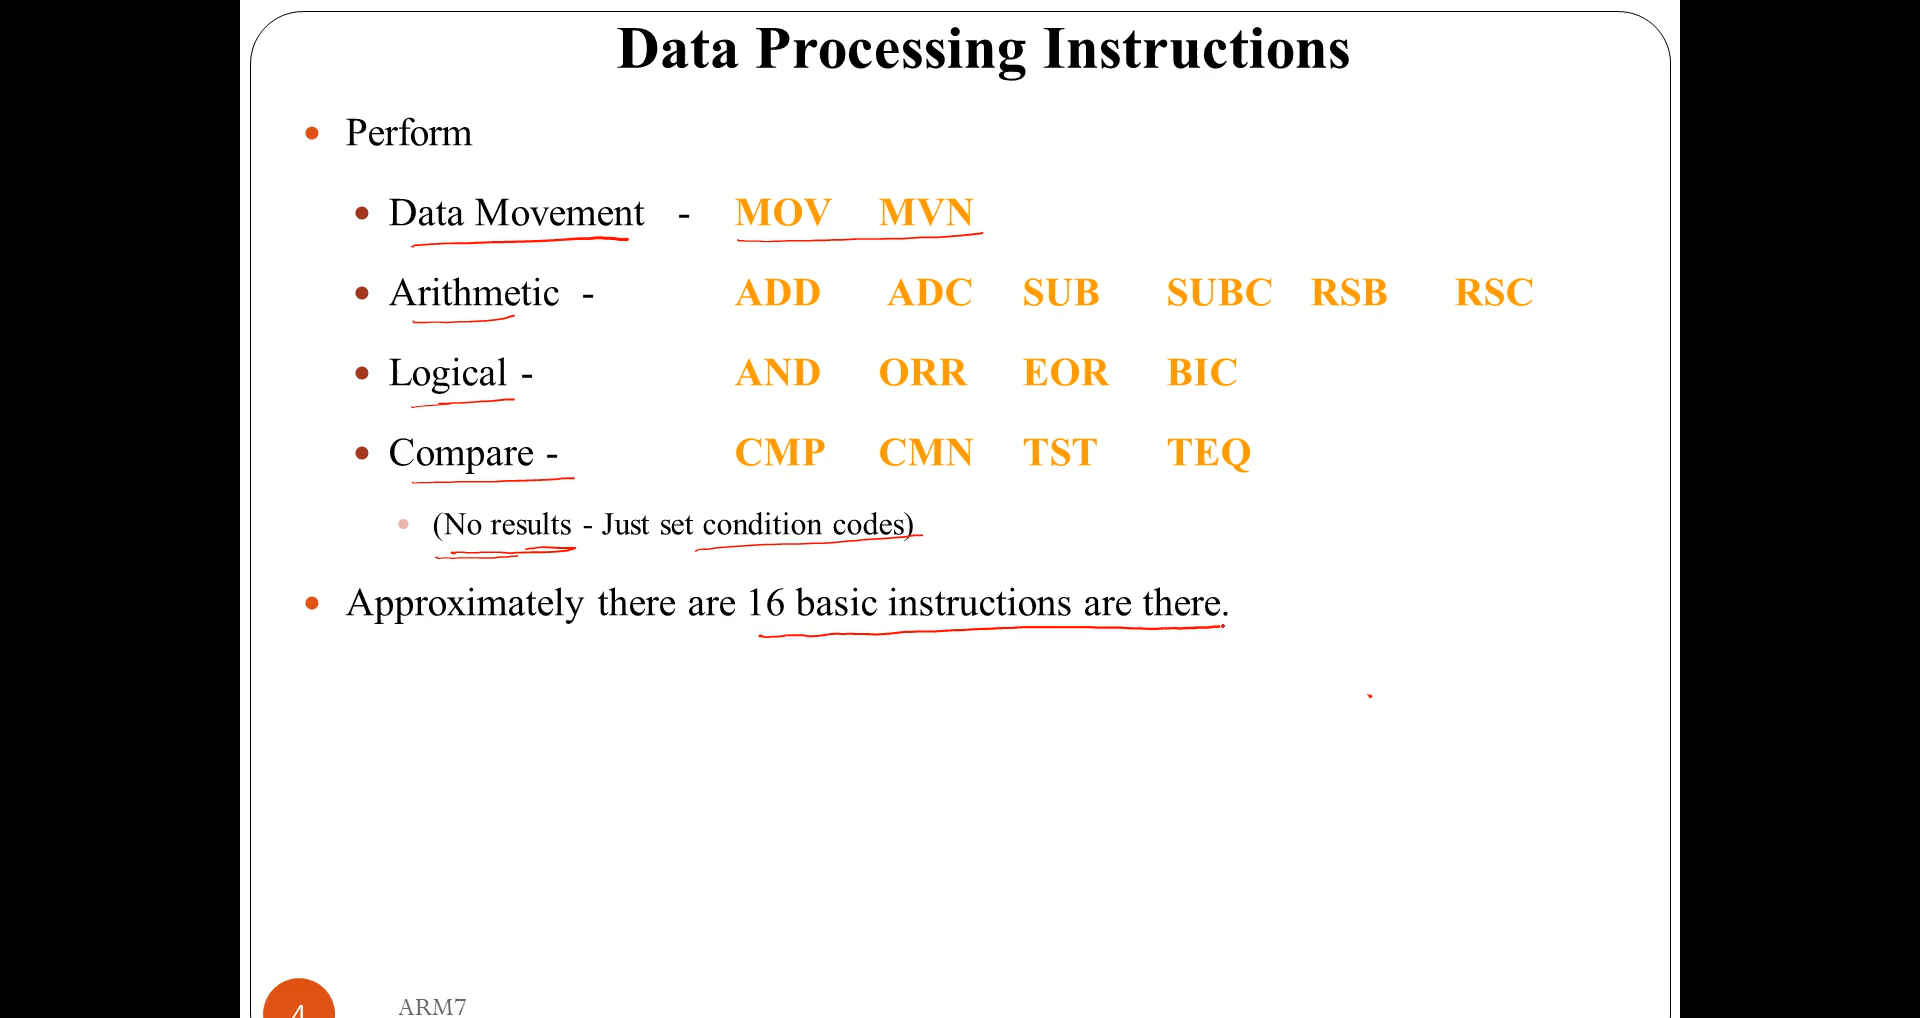 Data Processing Instructions
Perform
Data Movement - MOV MVN
Arithmetic - ADD ADC SUB SUBC RSB RSC
Logical - AND ORR EOR BIC
Compare - CMP CMN TST TEQ
(No results - Just set condition codes)
Approximately there are 16 basic instructions are there.
4 ARM7